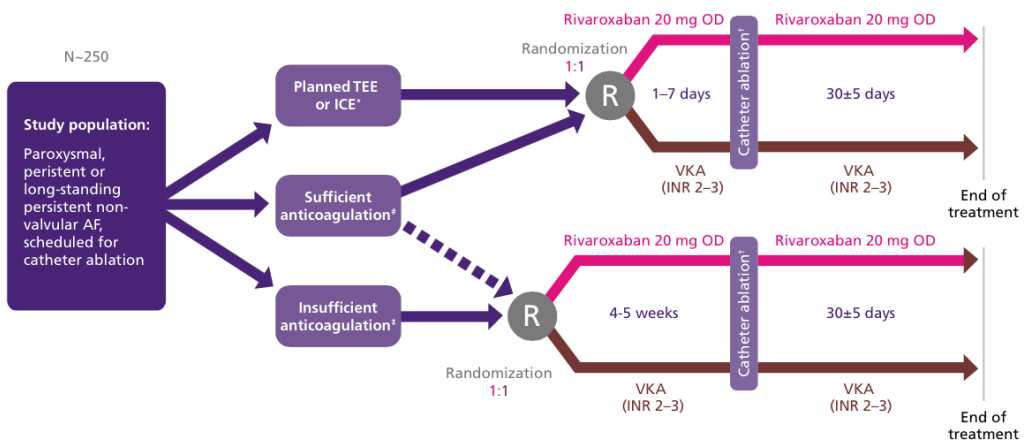 N~250
Study population:
Paroxysmal,
peristent or
long-standing
persistent non-
valvular AF,
scheduled for
catheter ablation
Planned TEE
or ICE*
Sufficient
anticoagulation#
Insufficient
anticoagulation‡
Randomization
1:1
R
Rivaroxaban 20 mg OD
1–7 days
VKA
(INR 2–3)
Catheter ablation†
Rivaroxaban 20 mg OD
30±5 days
VKA
(INR 2–3)
End of
treatment
R
Randomization
1:1
Rivaroxaban 20 mg OD
4-5 weeks
VKA
(INR 2–3)
Catheter ablation†
Rivaroxaban 20 mg OD
30±5 days
VKA
(INR 2–3)
End of
treatment